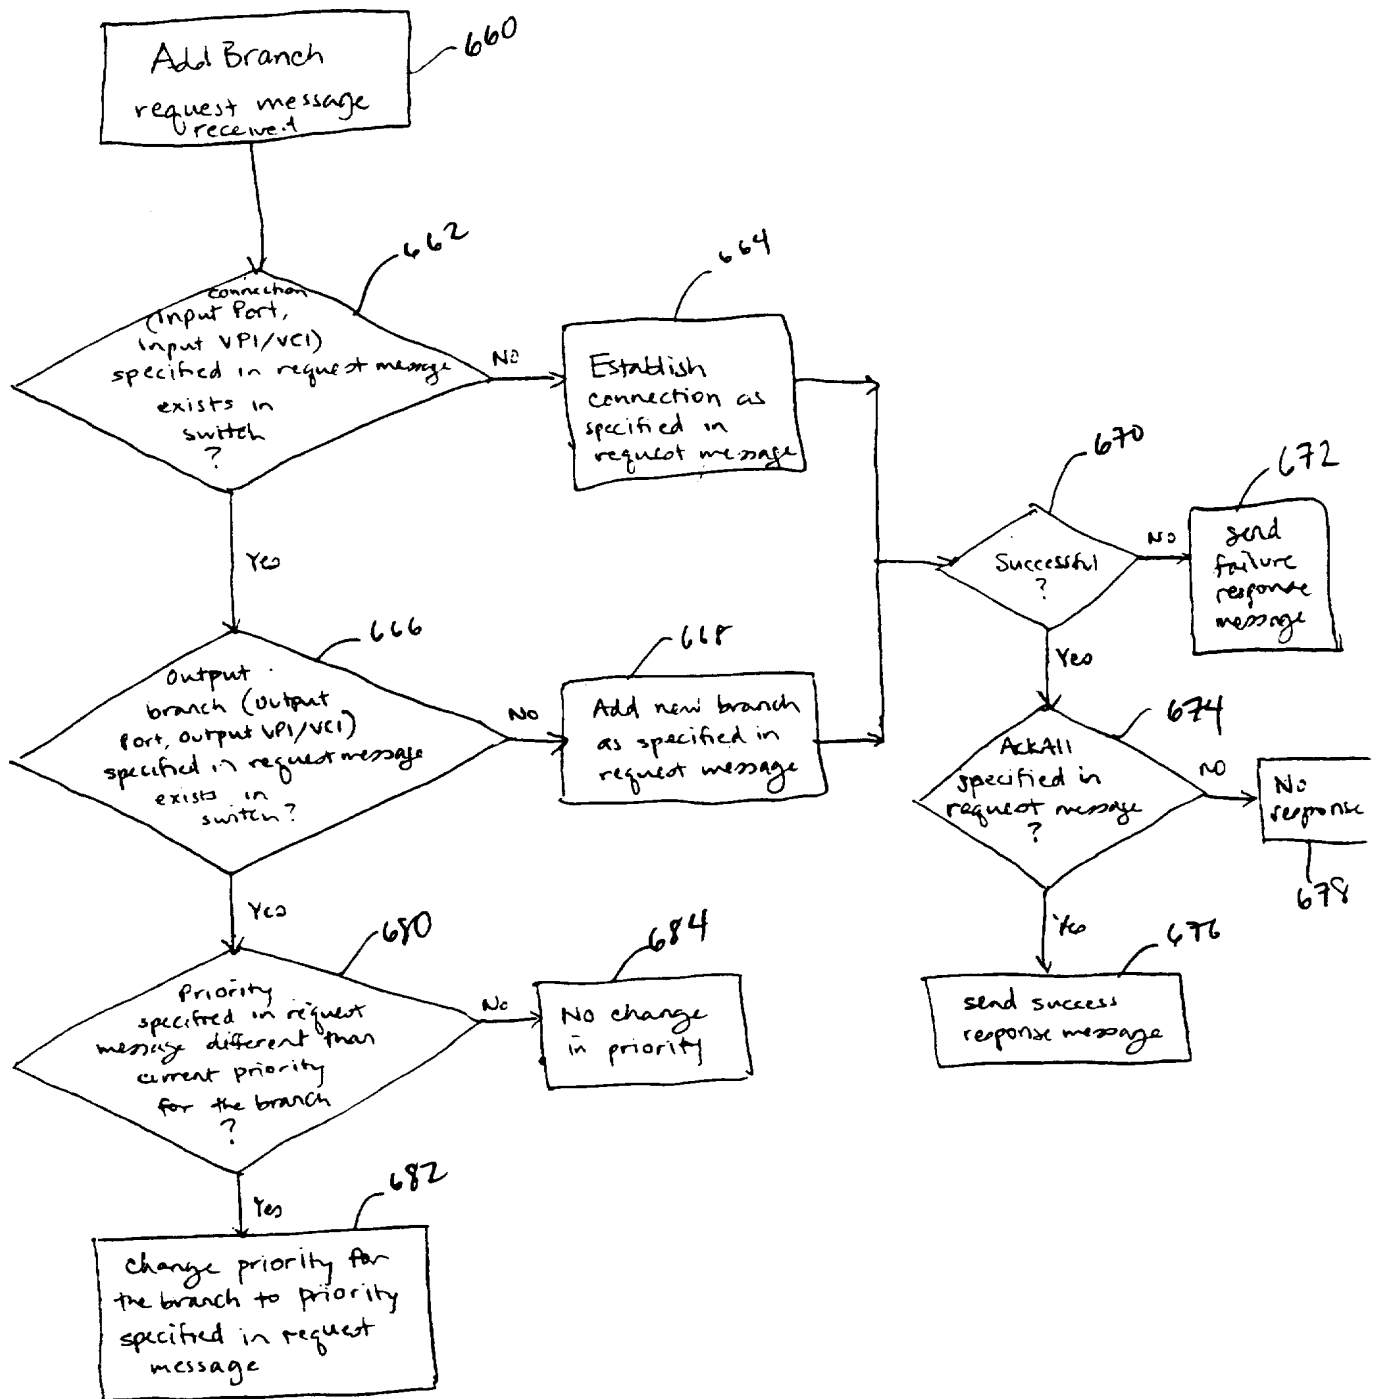 Add Branch
request message
received
660
662
connection
(Input Port,
Input VPI/VCI)
specified in request message
exists in
switch
?
No
664
Establish
connection as
specified in
request message
Yes
670
Successful
?
No
672
send
failure
response
message
Yes
666
Output
branch (Output
Port, Output VPI/VCI)
specified in request message
exists in
switch?
No
668
Add new branch
as specified in
request message
674
AckAll
specified in
request message
?
NO
No
response
678
Yes
680
Priority
specified in request
message different than
current priority
for the branch
?
No
684
No change
in priority
Yes
676
send success
response message
Yes
682
change priority for
the branch to priority
specified in request
message